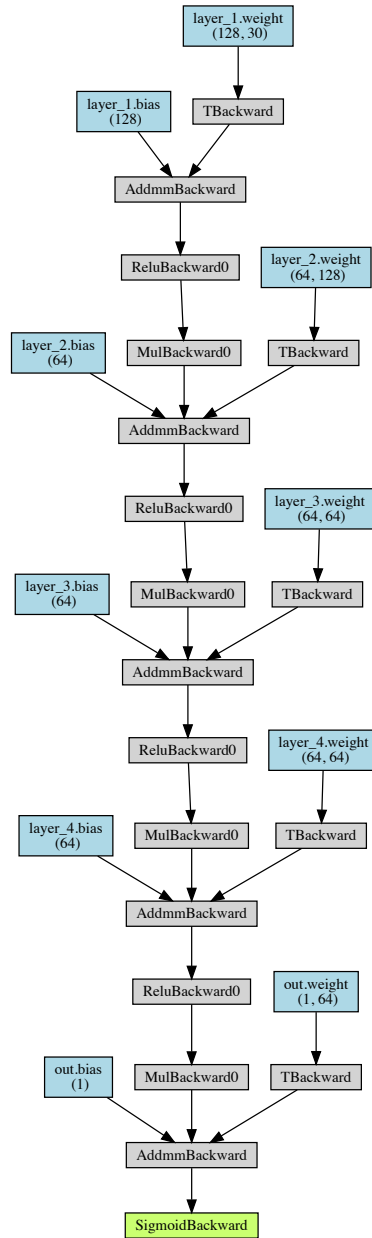 layer_1.weight
(128, 30)
layer_1.bias
(128)
TBackward
AddmmBackward
ReluBackward0
layer_2.weight
(64, 128)
layer_2.bias
(64)
MulBackward0
TBackward
AddmmBackward
ReluBackward0
layer_3.weight
(64, 64)
layer_3.bias
(64)
MulBackward0
TBackward
AddmmBackward
ReluBackward0
layer_4.weight
(64, 64)
layer_4.bias
(64)
MulBackward0
TBackward
AddmmBackward
ReluBackward0
out.weight
(1, 64)
out.bias
(1)
MulBackward0
TBackward
AddmmBackward
SigmoidBackward